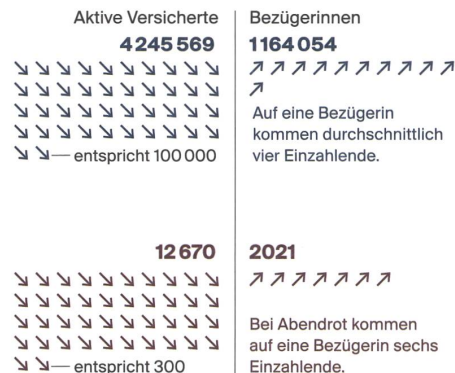 Aktive Versicherte
4 245 569
entspricht 100 000
Bezügerinnen
1 164 054
Auf eine Bezügerin
kommen durchschnittlich
vier Einzahlende.
12 670
entspricht 300
2021
Bei Abendrot kommen
auf eine Bezügerin sechs
Einzahlende.